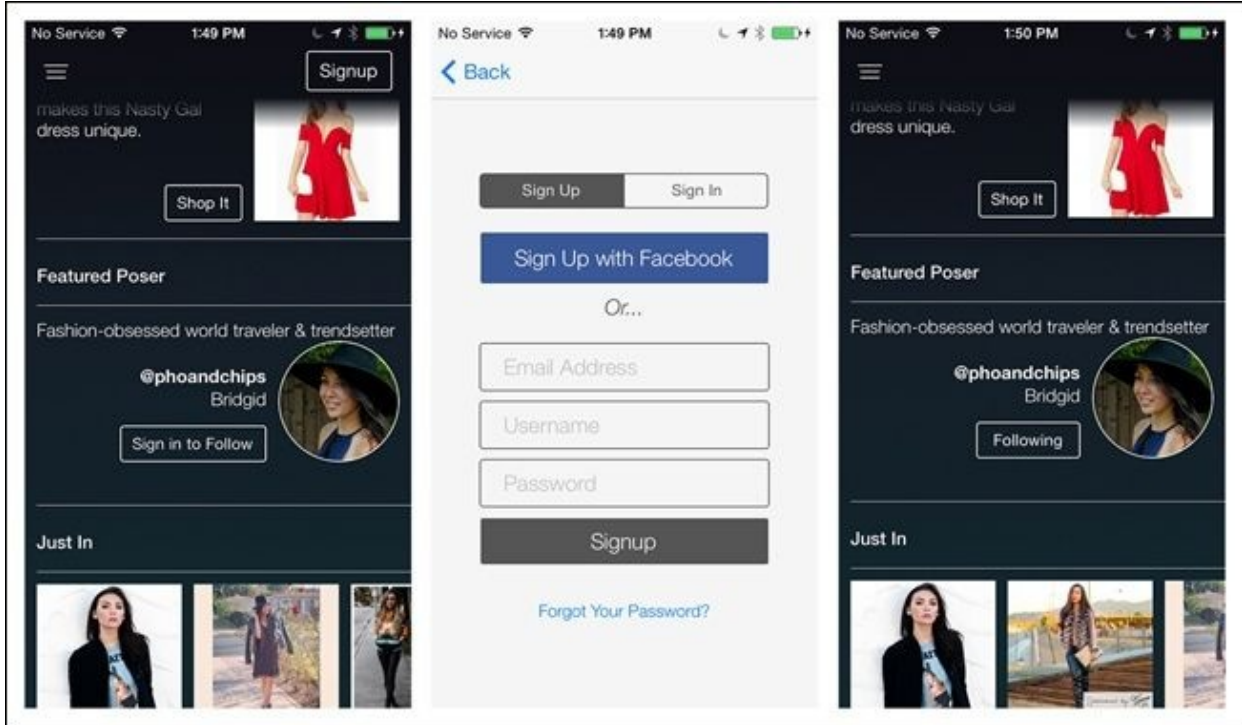 No Service 1:49 PM
Signup
makes this Nasty Gal
dress unique.
Shop It
Featured Poser
Fashion-obsessed world traveler & trendsetter
@phoandchips
Bridgid
Sign in to Follow
Just In
No Service 1:49 PM
Back
Sign Up Sign In
Sign Up with Facebook
Or...
Email Address
Username
Password
Signup
Forgot Your Password?
No Service 1:50 PM
makes this Nasty Gal
dress unique.
Shop It
Featured Poser
Fashion-obsessed world traveler & trendsetter
@phoandchips
Bridgid
Following
Just In